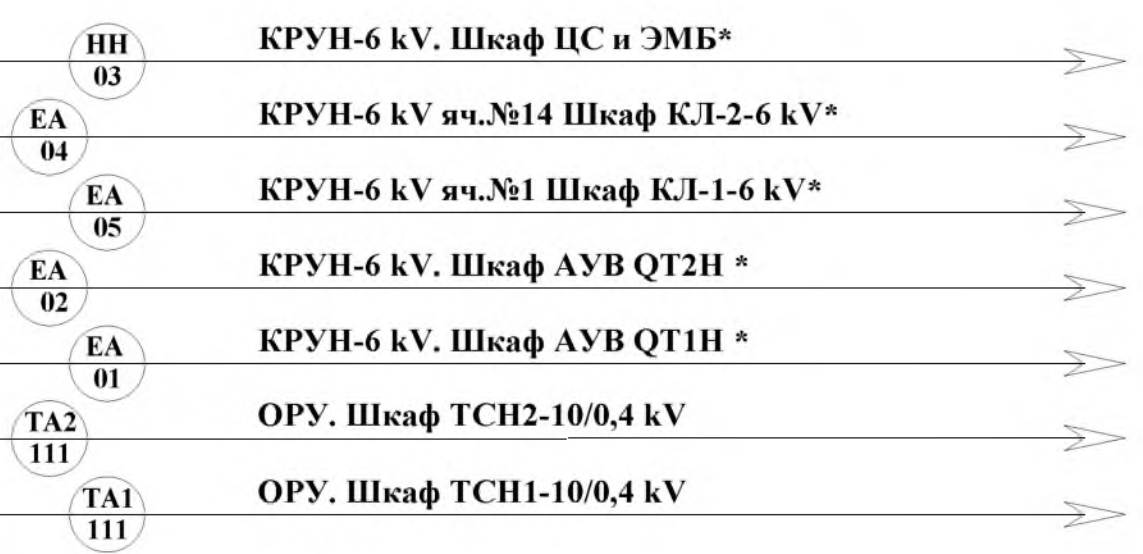 НН
03
КРУН-6 kV. Шкаф ЦС и ЭМБ*
ЕА
04
КРУН-6 kV яч.№14 Шкаф КЛ-2-6 kV*
ЕА
05
КРУН-6 kV яч.№1 Шкаф КЛ-1-6 kV*
ЕА
02
КРУН-6 kV. Шкаф АУВ QT2H *
ЕА
01
КРУН-6 kV. Шкаф АУВ QT1H *
ТА2
111
ОРУ. Шкаф ТСН2-10/0,4 kV
ТА1
111
ОРУ. Шкаф ТСН1-10/0,4 kV